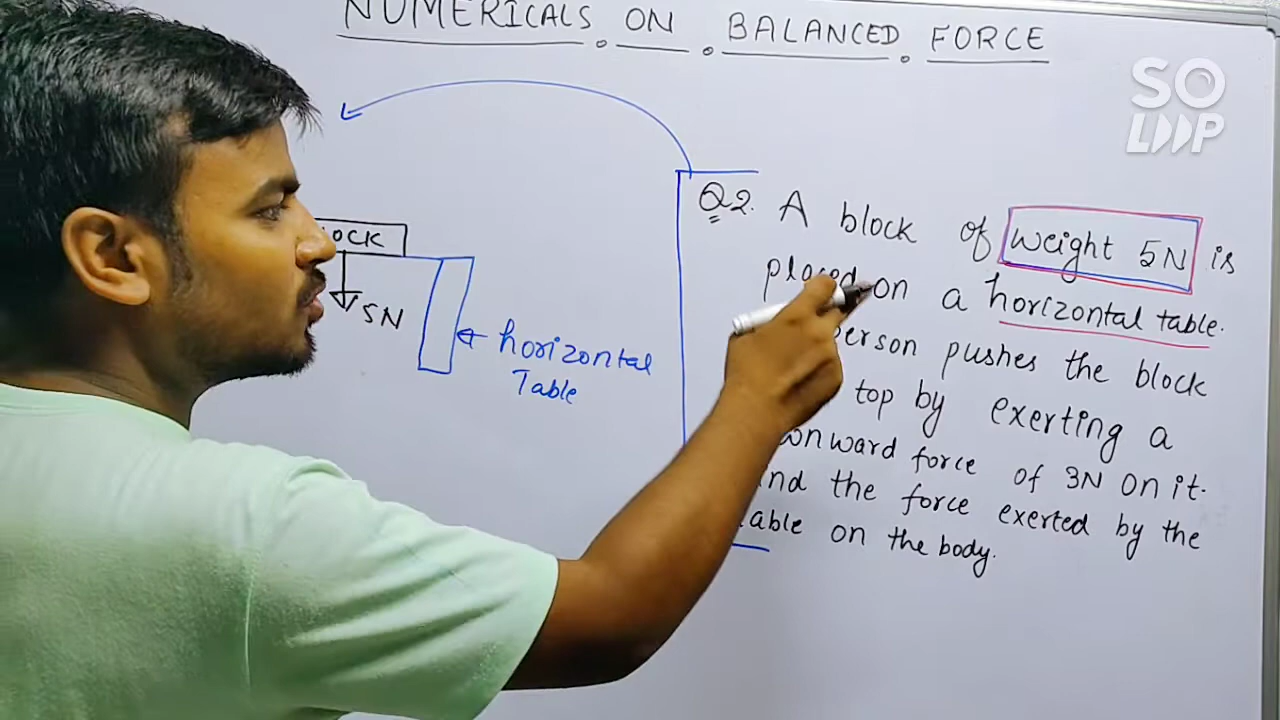 NUMERICALS ON BALANCED FORCE
SO
LOOP
Q2. A block of weight 5N is
placed on a horizontal table.
person pushes the block
top by exerting a
onward force of 3N on it.
nd the force exerted by the
able on the body.
OCK
5N
horizontal
Table